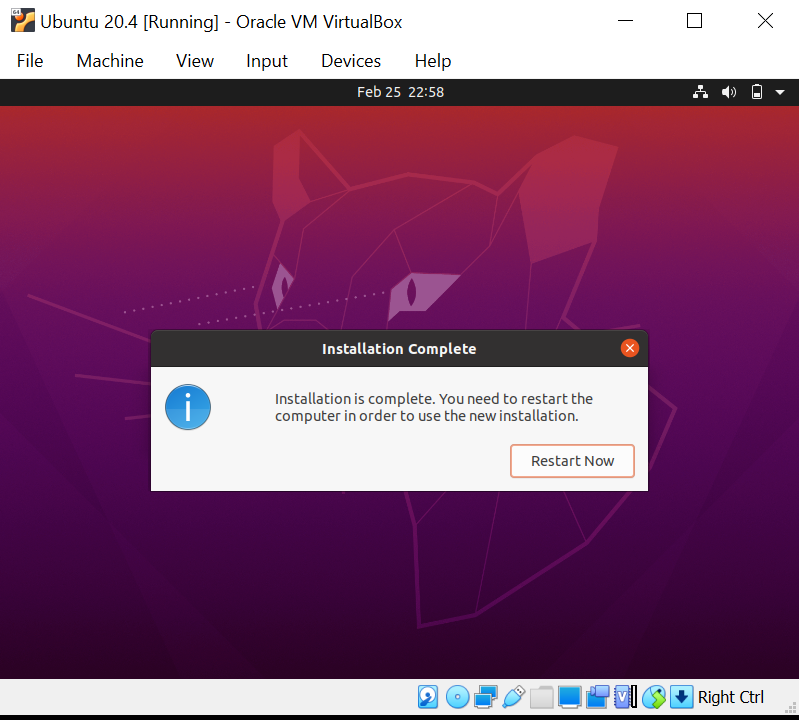 Ubuntu 20.4 [Running] - Oracle VM VirtualBox
File Machine View Input Devices Help
Feb 25 22:58
Installation Complete
Installation is complete. You need to restart the
computer in order to use the new installation.
Restart Now
Right Ctrl